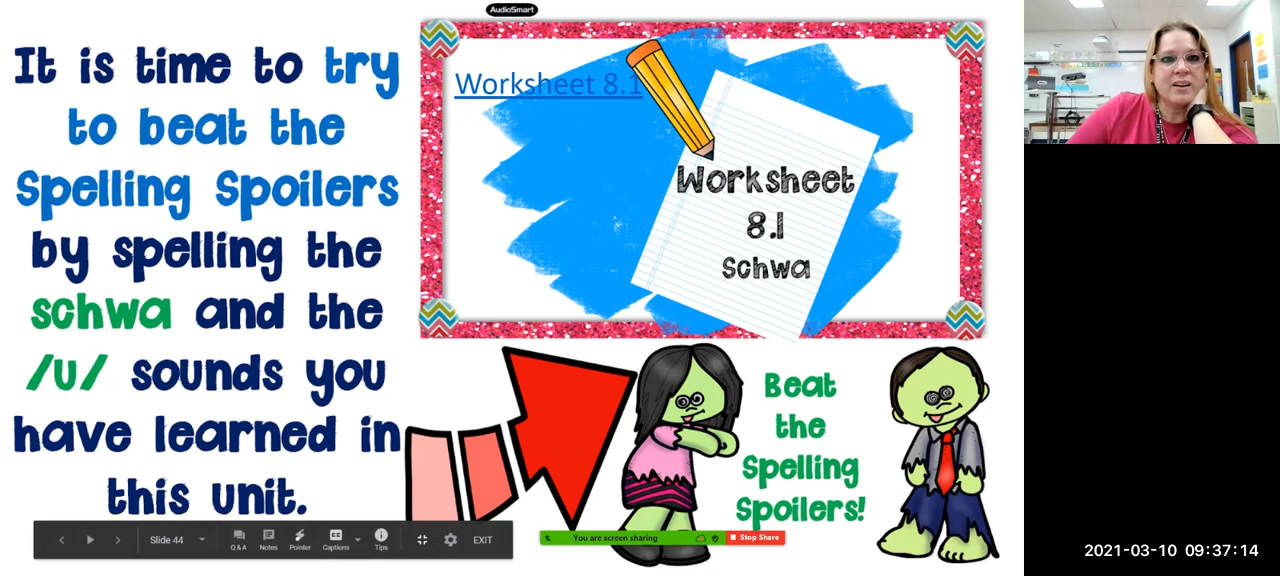 AudioSmart
It is time to try
to beat the
Spelling Spoilers
by spelling the
schwa and the
/u/ sounds you
have learned in
this unit.
Worksheet 8.1
Worksheet
8.1
Schwa
Beat
the
Spelling
Spoilers!
Slide 44
Q & A
Notes
Pointer
Captions
Tips
EXIT
You are screen sharing
Stop Share
2021-03-10 09:37:14